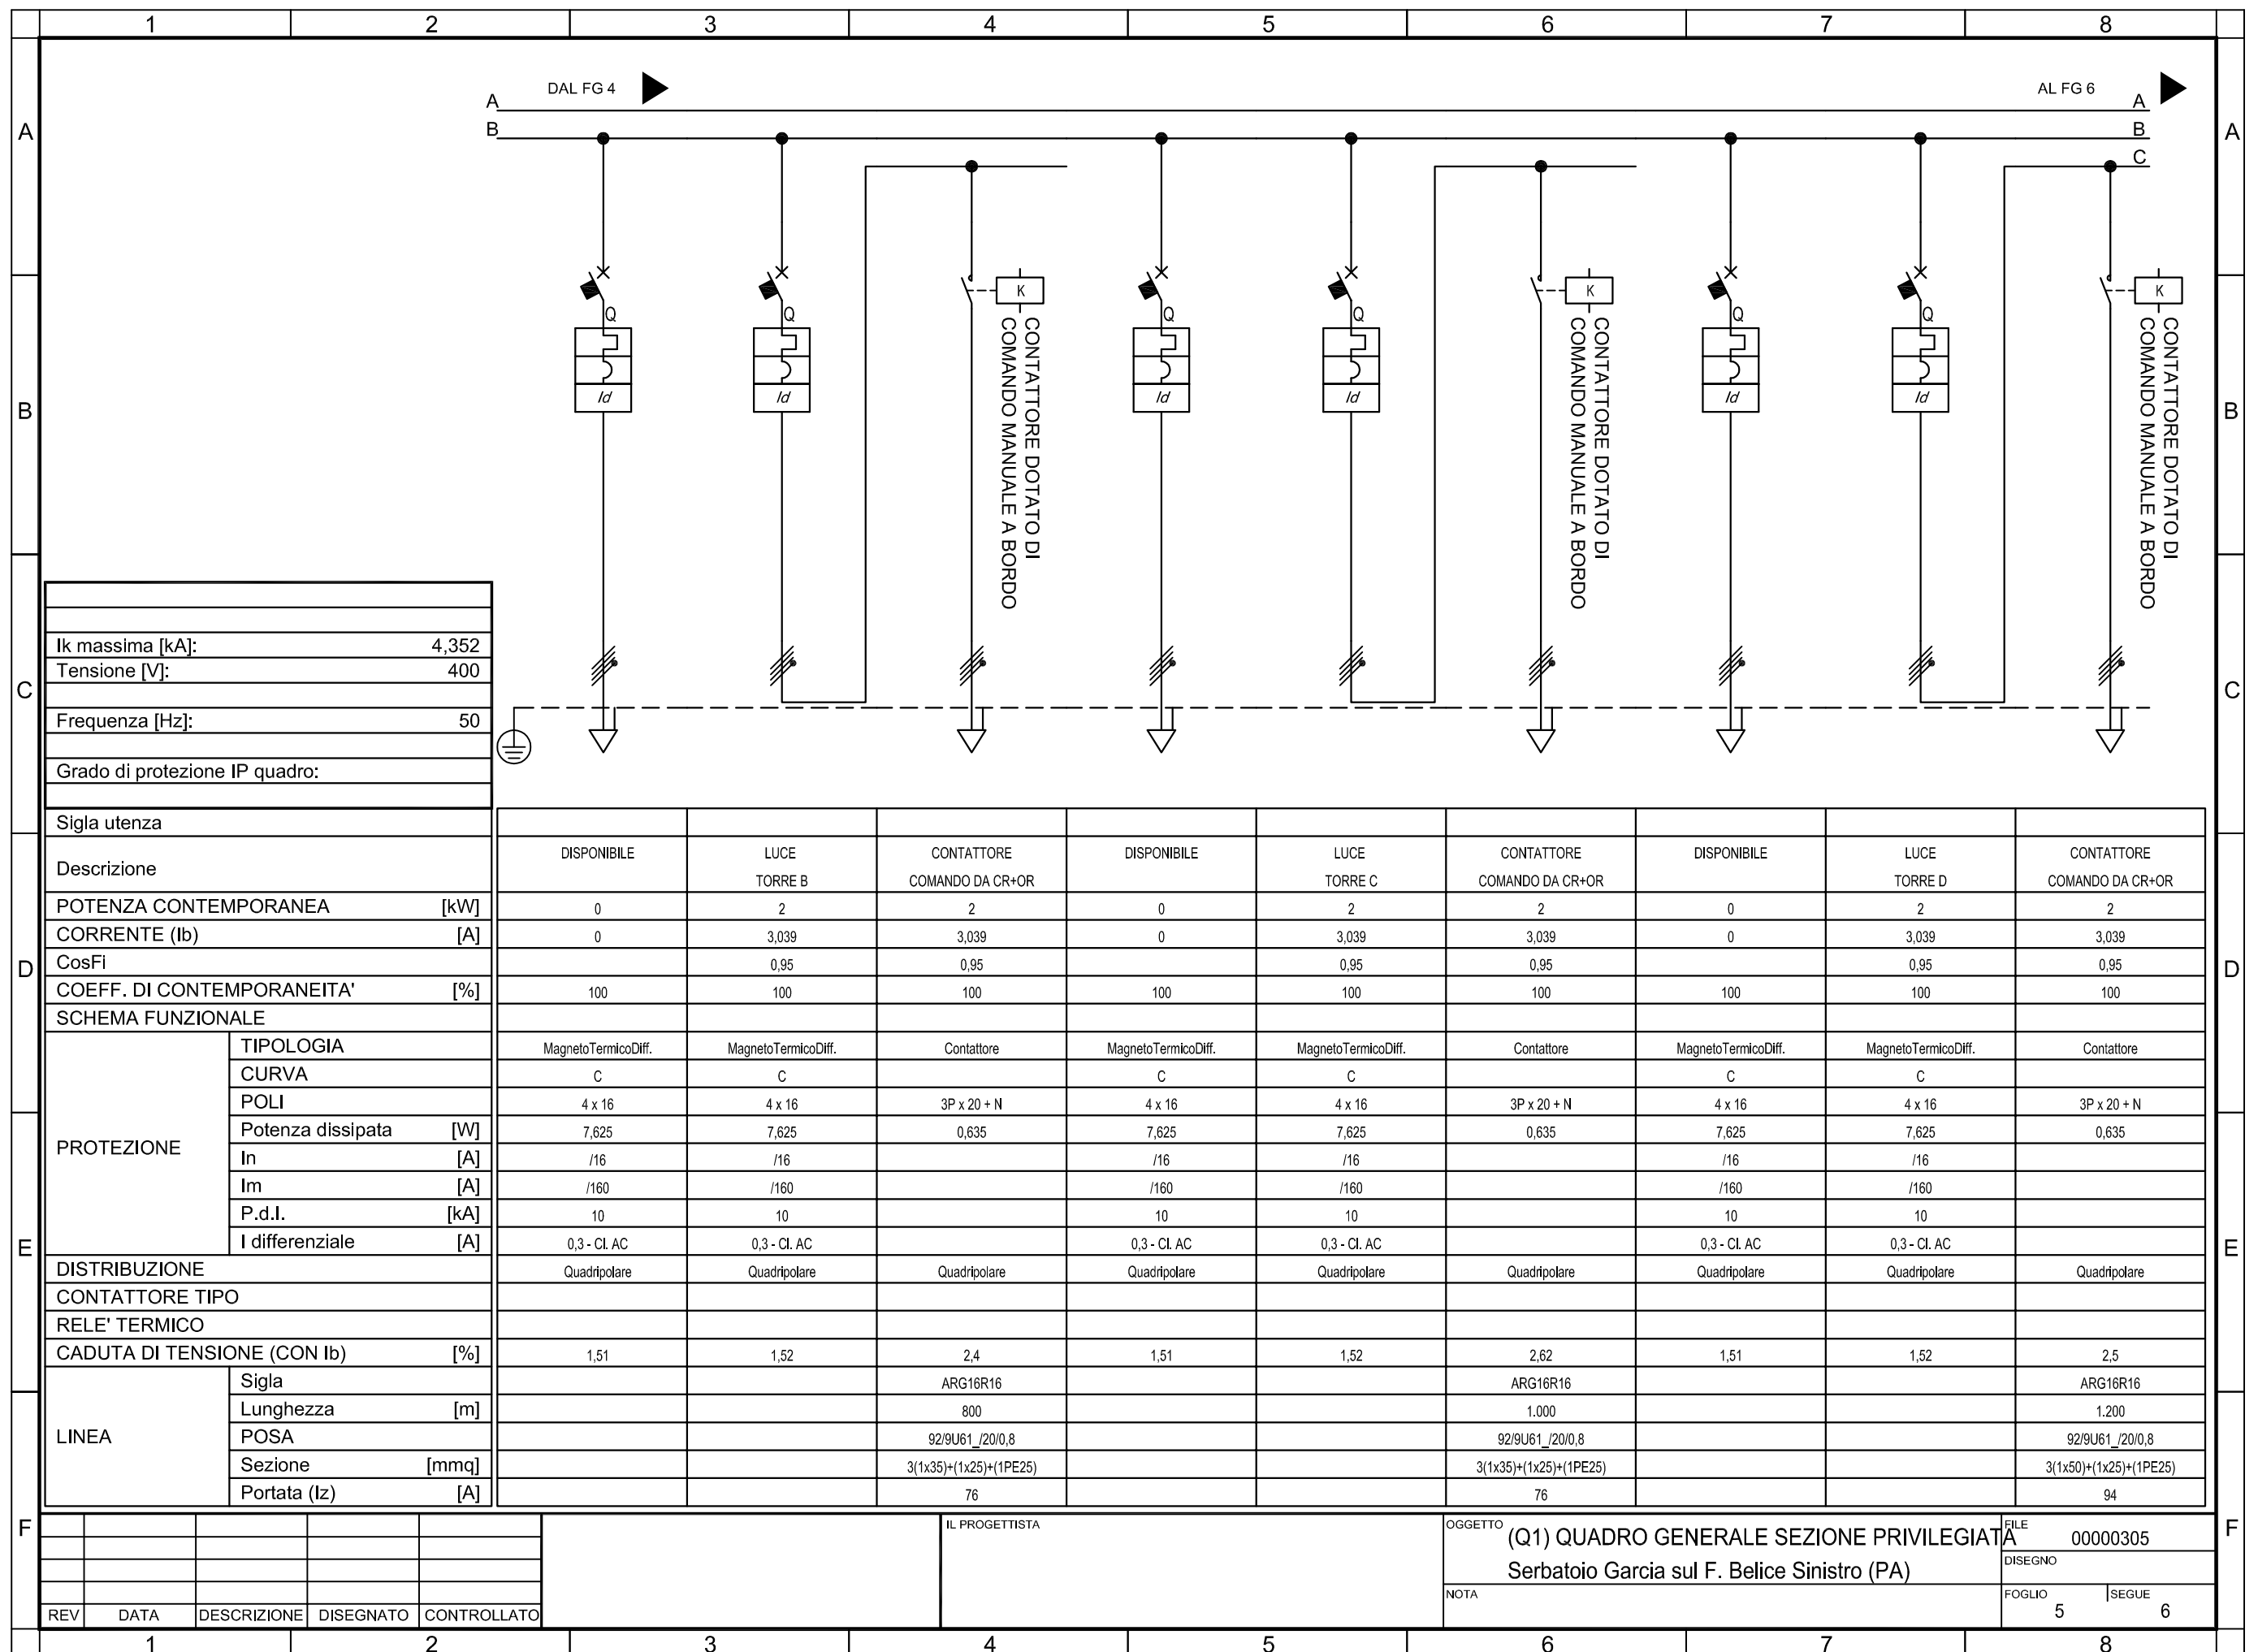 1 2 3 4 5 6 7 8
DAL FG 4
AL FG 6
A A
A B B A
C
K K K
Q Q Q Q Q Q
CONTATTORE DOTATO DI
COMANDO MANUALE A BORDO
CONTATTORE DOTATO DI
COMANDO MANUALE A BORDO
CONTATTORE DOTATO DI
COMANDO MANUALE A BORDO
Id Id Id Id Id Id
B B
Ik massima [kA]: 4,352
Tensione [V]: 400
C C
Frequenza [Hz]: 50
Grado di protezione IP quadro:
Sigla utenza
Descrizione
DISPONIBILE LUCE CONTATTORE DISPONIBILE LUCE CONTATTORE DISPONIBILE LUCE CONTATTORE
TORRE B COMANDO DA CR+OR TORRE C COMANDO DA CR+OR TORRE D COMANDO DA CR+OR
POTENZA CONTEMPORANEA [kW] 0 2 2 0 2 2 0 2 2
CORRENTE (Ib) [A] 0 3,039 3,039 0 3,039 3,039 0 3,039 3,039
D CosFi 0,95 0,95 0,95 0,95 0,95 0,95 D
COEFF. DI CONTEMPORANEITA' [%] 100 100 100 100 100 100 100 100 100
SCHEMA FUNZIONALE
PROTEZIONE
TIPOLOGIA MagnetoTermicoDiff. MagnetoTermicoDiff. Contattore MagnetoTermicoDiff. MagnetoTermicoDiff. Contattore MagnetoTermicoDiff. MagnetoTermicoDiff. Contattore
CURVA C C C C C C
POLI 4 x 16 4 x 16 3P x 20 + N 4 x 16 4 x 16 3P x 20 + N 4 x 16 4 x 16 3P x 20 + N
Potenza dissipata [W] 7,625 7,625 0,635 7,625 7,625 0,635 7,625 7,625 0,635
In [A] /16 /16 /16 /16 /16 /16
Im [A] /160 /160 /160 /160 /160 /160
P.d.I. [kA] 10 10 10 10 10 10
E I differenziale [A] 0,3 - Cl. AC 0,3 - Cl. AC 0,3 - Cl. AC 0,3 - Cl. AC 0,3 - Cl. AC 0,3 - Cl. AC E
DISTRIBUZIONE Quadripolare Quadripolare Quadripolare Quadripolare Quadripolare Quadripolare Quadripolare Quadripolare Quadripolare
CONTATTORE TIPO
RELE' TERMICO
CADUTA DI TENSIONE (CON Ib) [%] 1,51 1,52 2,4 1,51 1,52 2,62 1,51 1,52 2,5
LINEA
Sigla ARG16R16 ARG16R16 ARG16R16
Lunghezza [m] 800 1.000 1.200
POSA 92/9U61_/20/0,8 92/9U61_/20/0,8 92/9U61_/20/0,8
Sezione [mmq] 3(1x35)+(1x25)+(1PE25) 3(1x35)+(1x25)+(1PE25) 3(1x50)+(1x25)+(1PE25)
Portata (Iz) [A] 76 76 94
F F
IL PROGETTISTA
OGGETTO (Q1) QUADRO GENERALE SEZIONE PRIVILEGIATA
Serbatoio Garcia sul F. Belice Sinistro (PA)
FILE 00000305
DISEGNO
NOTA
FOGLIO 5
SEGUE 6
REV DATA DESCRIZIONE DISEGNATO CONTROLLATO
1 2 3 4 5 6 7 8